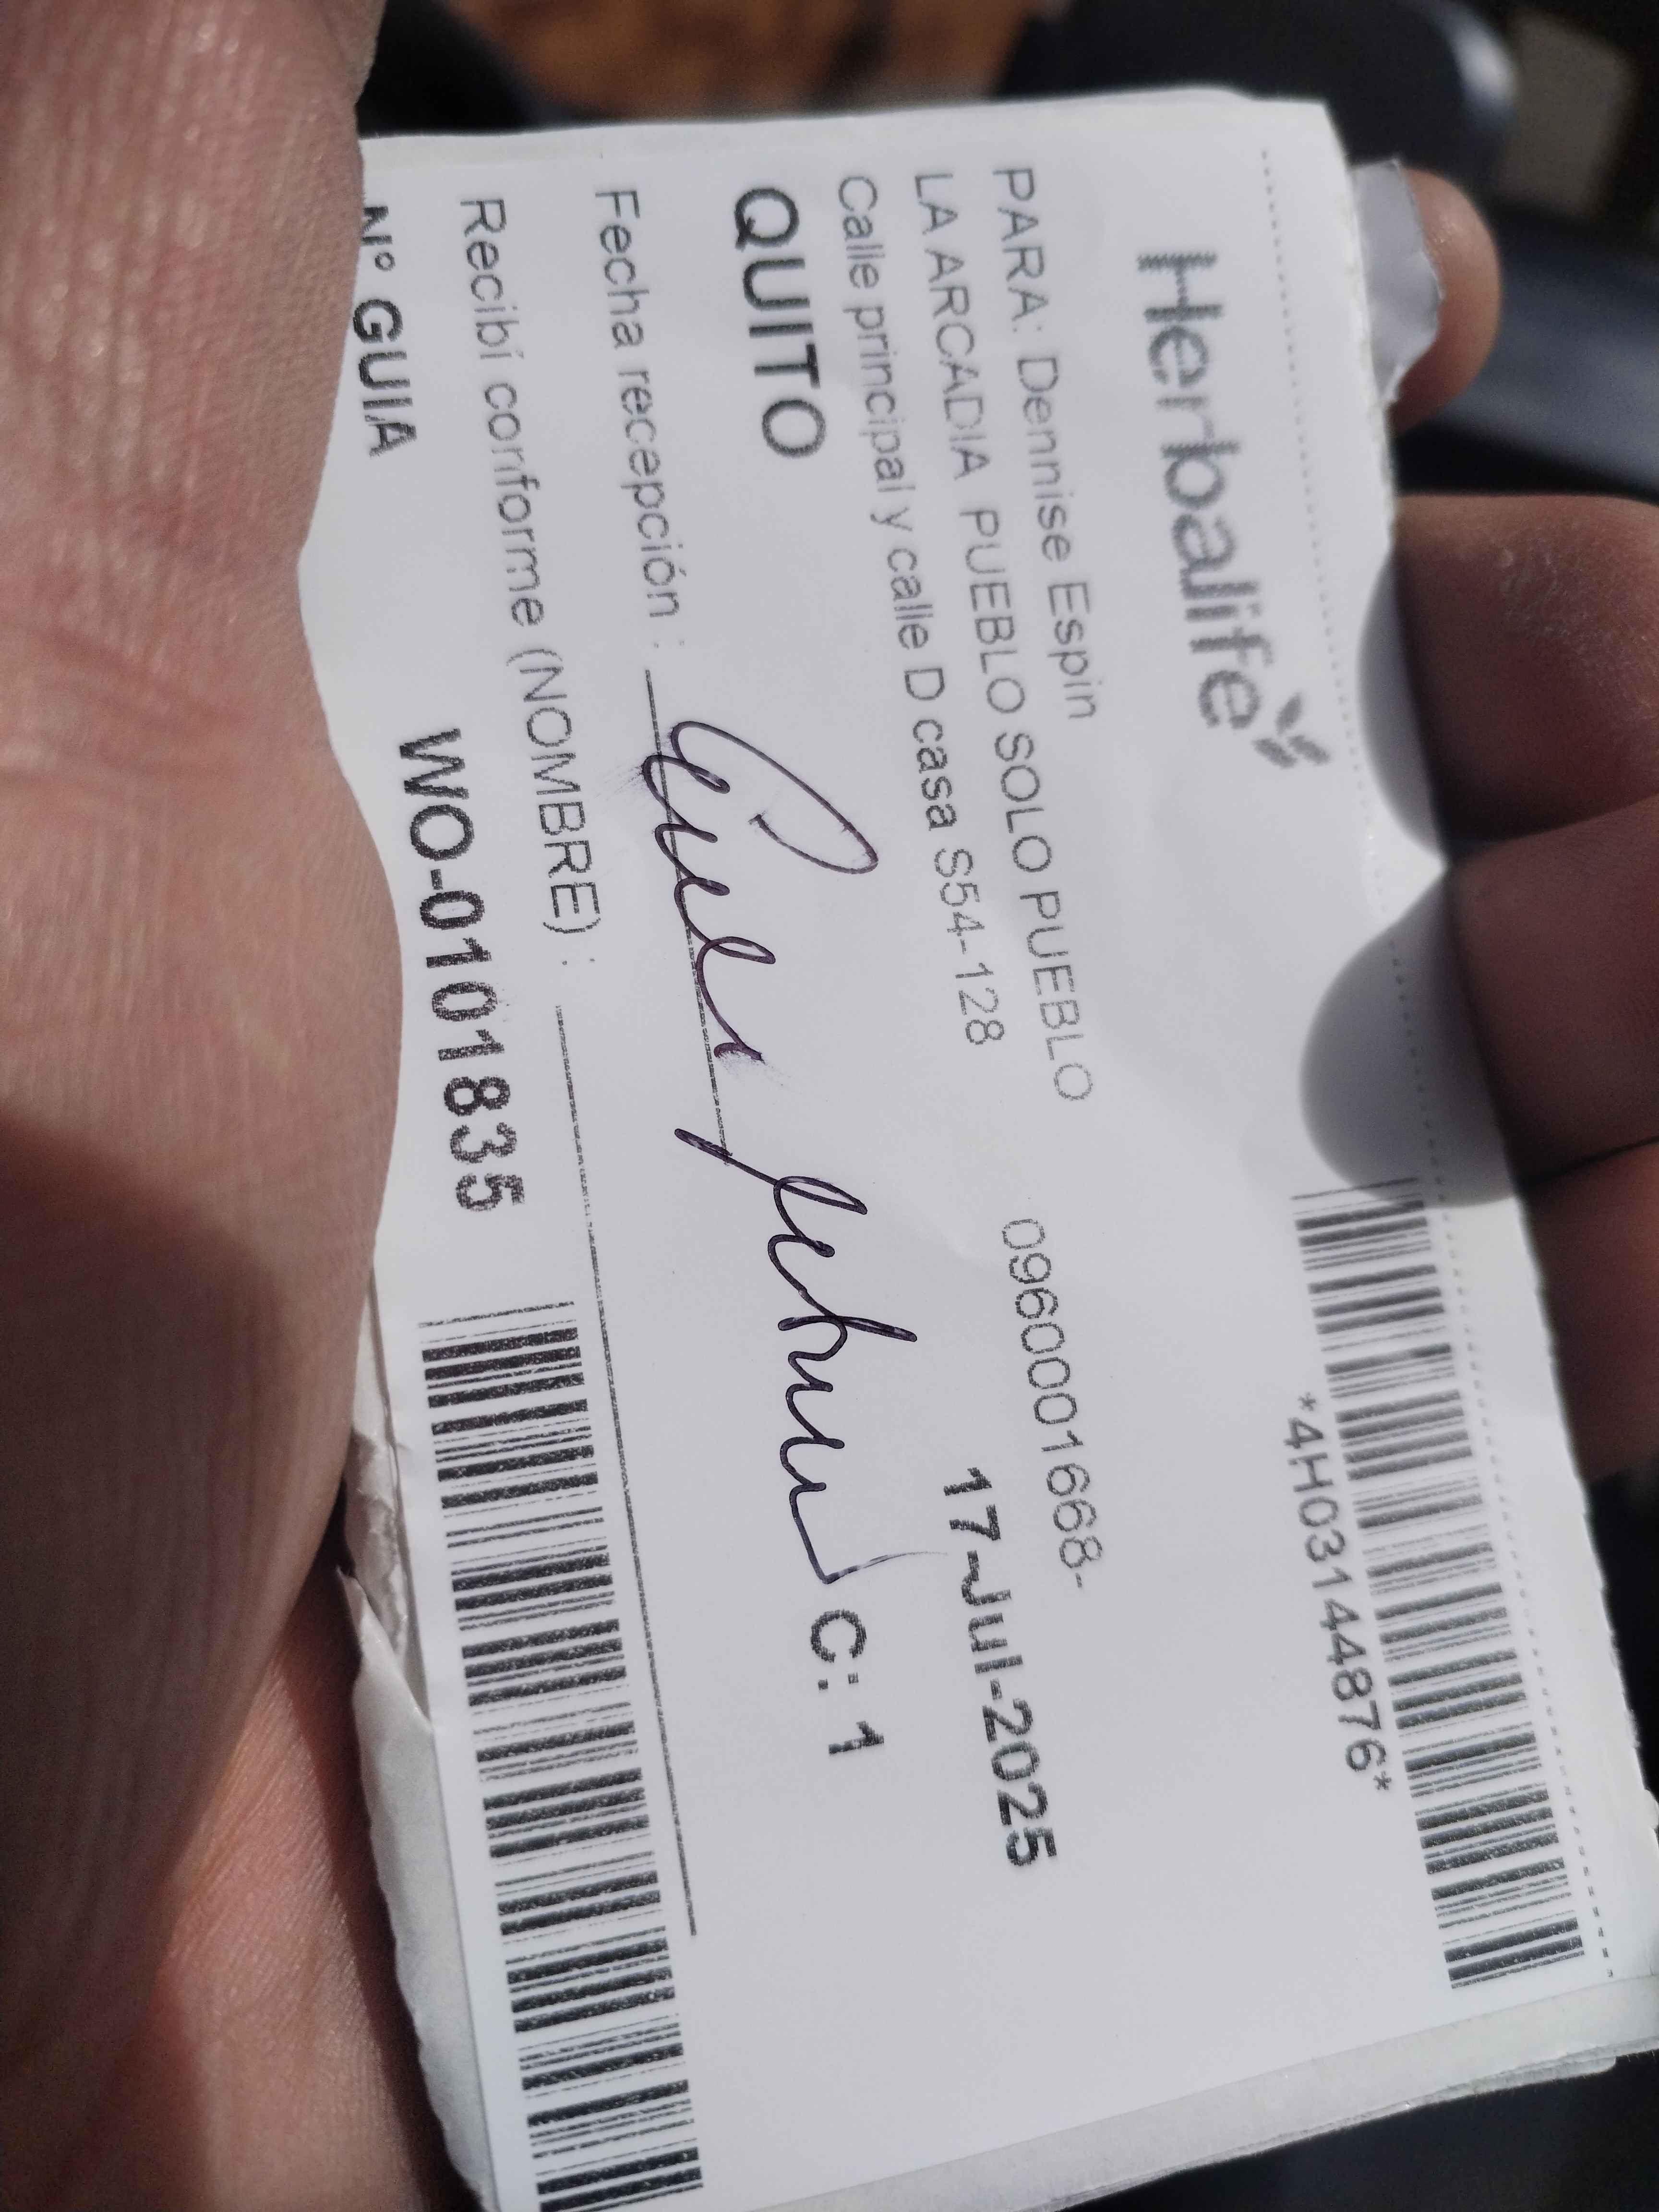 Herbalife
*4H03144876*
PARA: Dennise Espin
0960001668-
LA ARCADIA PUEBLO SOLO PUEBLO
Calle principal y calle D casa S54-128
17-Jul-2025
QUITO
C: 1
Fecha recepción :
Recibí conforme (NOMBRE) :
Nº GUIA WO-0101835